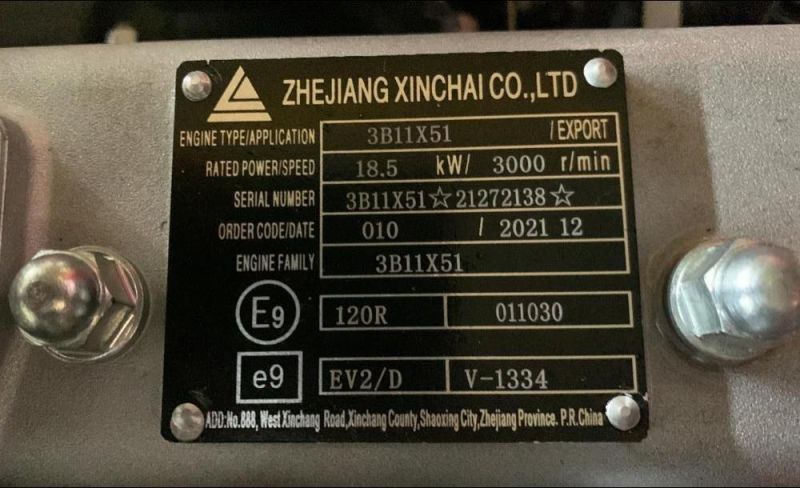 ZHEJIANG XINCHAI CO.,LTD
ENGINE TYPE/APPLICATION 3B11X51 /EXPORT
RATED POWER/SPEED 18.5 kW/ 3000 r/min
SERIAL NUMBER 3B11X51☆21272138☆
ORDER CODE/DATE 010 / 2021 12
ENGINE FAMILY 3B11X51
E9 120R 011030
e9 EV2/D V-1334
ADD:No.888, West Xinchang Road,Xinchang County,Shaoxing City,Zhejiang Province. P.R.China